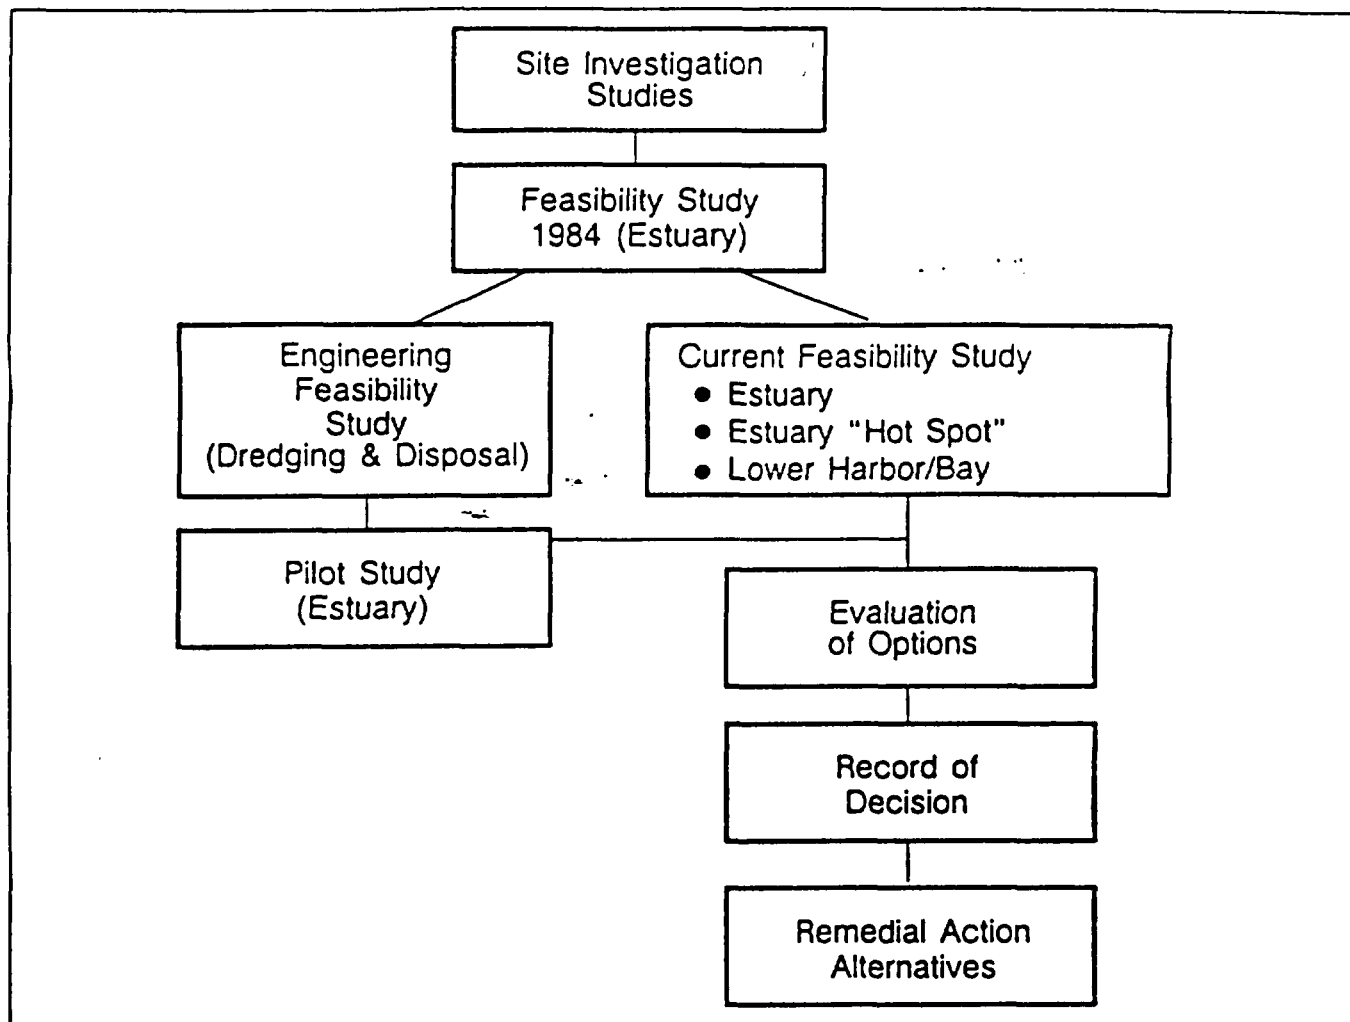 Site Investigation
Studies
Feasibility Study
1984 (Estuary)
Engineering
Feasibility
Study
(Dredging & Disposal)
Current Feasibility Study
● Estuary
● Estuary "Hot Spot"
● Lower Harbor/Bay
Pilot Study
(Estuary)
Evaluation
of Options
Record of
Decision
Remedial Action
Alternatives